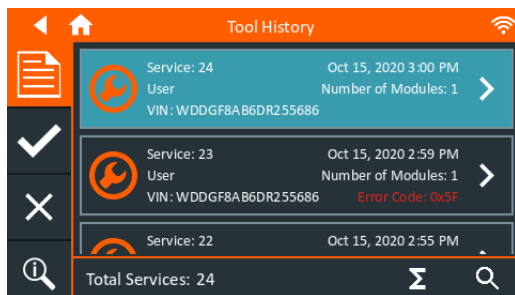 Tool History
Service: 24 Oct 15, 2020 3:00 PM
User Number of Modules: 1
VIN: WDDGF8AB6DR255686
Service: 23 Oct 15, 2020 2:59 PM
User Number of Modules: 1
VIN: WDDGF8AB6DR255686 Error Code: 0x5F
Service: 22 Oct 15, 2020 2:55 PM
Total Services: 24 Σ